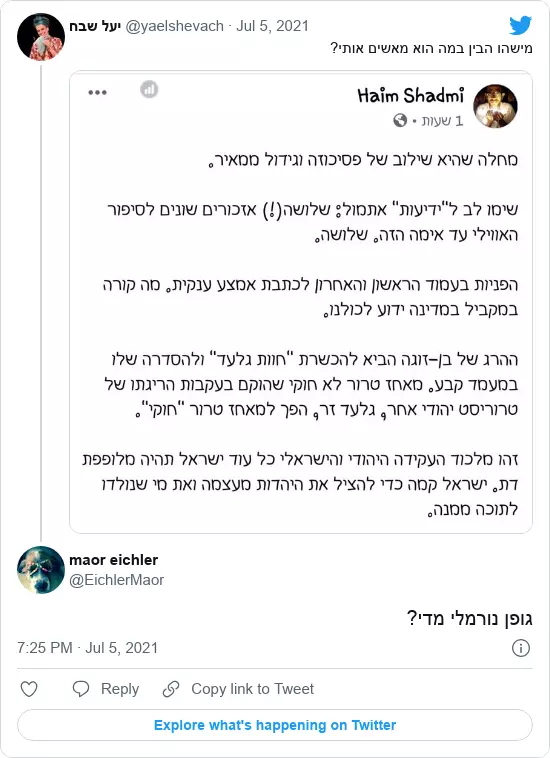 יעל שבח @yaelshevach · Jul 5, 2021
מישהו הבין במה הוא מאשים אותי?
Haim Shadmi
1 שעות •
מחלה שהיא שילוב של פסיכוזה וגידול ממאיר.
שימו לב ל"ידיעות" אתמול: שלושה(!) אזכורים שונים לסיפור
האווילי עד אימה הזה. שלושה.
הפניות בעמוד הראשון והאחרון לכתבת אמצע ענקית. מה קורה
במקביל במדינה ידוע לכולנו.
ההרג של בן-זוגה הביא להכשרת "חוות גלעד" ולהסדרה שלו
במעמד קבע. מאחז טרור לא חוקי שהוקם בעקבות הריגתו של
טרוריסט יהודי אחר, גלעד זר, הפך למאחז טרור "חוקי".
זהו מלכוד העקידה היהודי והישראלי כל עוד ישראל תהיה מלופפת
דת. ישראל קמה כדי להציל את היהדות מעצמה ואת מי שנולדו
לתוכה ממנה.
maor eichler
@EichlerMaor
גופן נורמלי מדי?
7:25 PM · Jul 5, 2021
Reply
Copy link to Tweet
Explore what's happening on Twitter